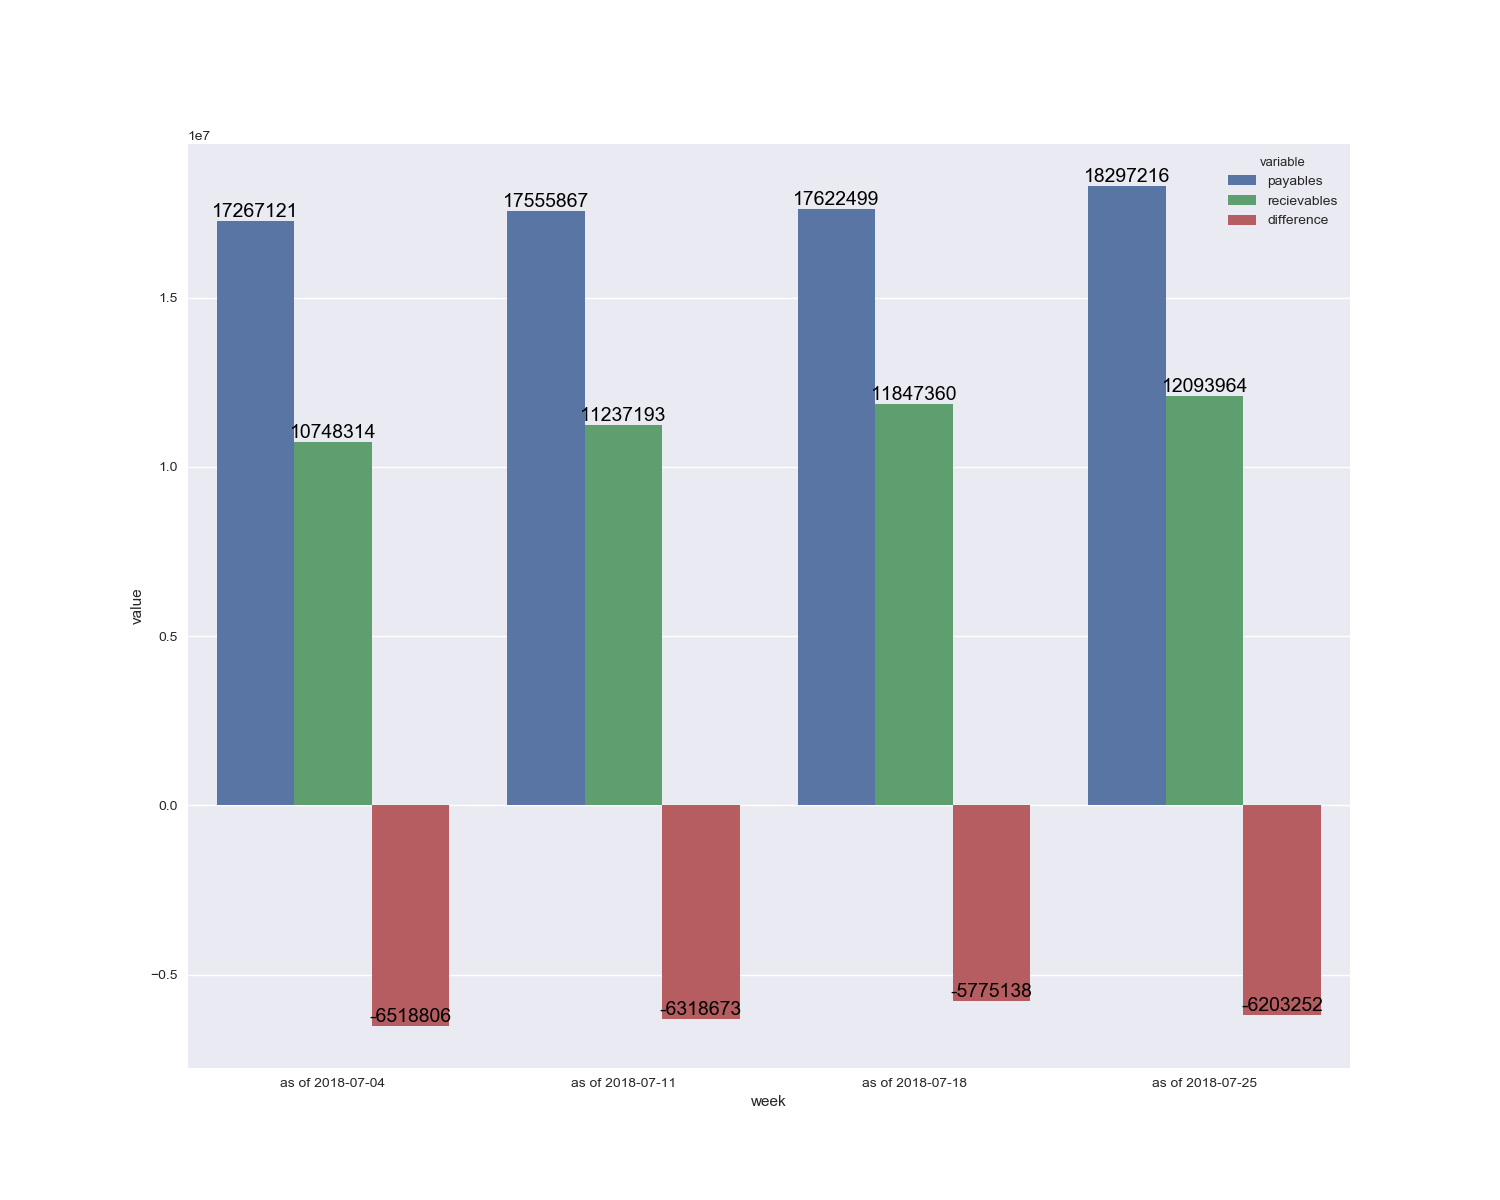 1e7
variable
payables
recievables
difference
17267121
17555867
17622499
18297216
10748314
11237193
11847360
12093964
-6518806
-6318673
-5775138
-6203252
1.5
1.0
0.5
0.0
−0.5
value
as of 2018-07-04
as of 2018-07-11
as of 2018-07-18
as of 2018-07-25
week